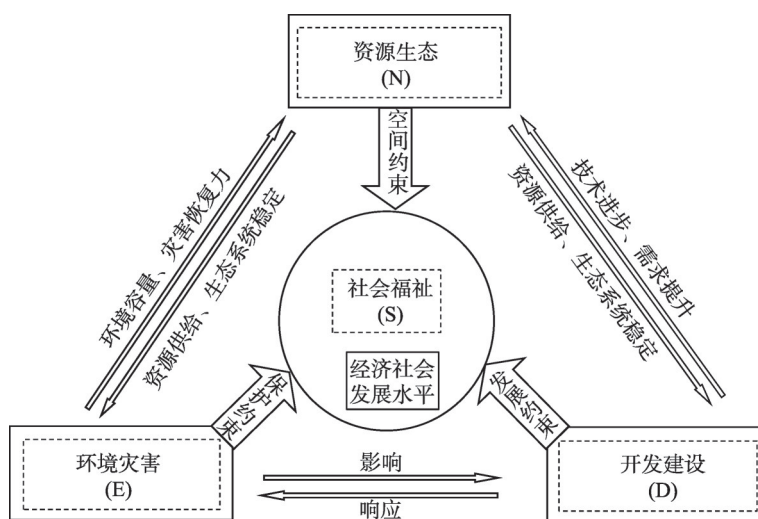 资源生态
(N)
空间约束
环境容量、灾害恢复力
资源供给、生态系统稳定
技术进步、需求提升
资源供给、生态系统稳定
社会福祉
(S)
经济社会
发展水平
保护约束
发展约束
环境灾害
(E)
影响
响应
开发建设
(D)